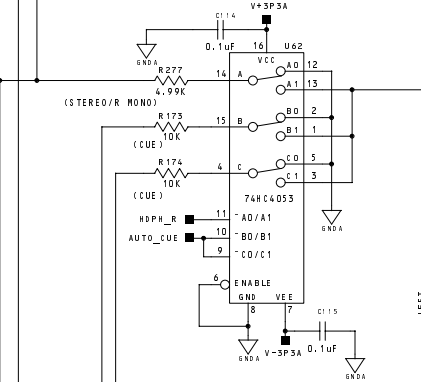 V+3P3A
C114
0.1uF
GNDA
16 U62
VCC
R277
14 A A0 12
4.99K
A1 13
(STEREO/R MONO)
R173
15 B B0 2
10K
B1 1
(CUE)
R174
4 C C0 5
10K
C1 3
(CUE)
74HC4053
HDPH_R 11 ¯A0/A1
GNDA
AUTO_CUE 10 ¯B0/B1
9 ¯C0/C1
6 ENABLE
GND VEE
8 7
C115
0.1uF
GNDA
V-3P3A
GNDA